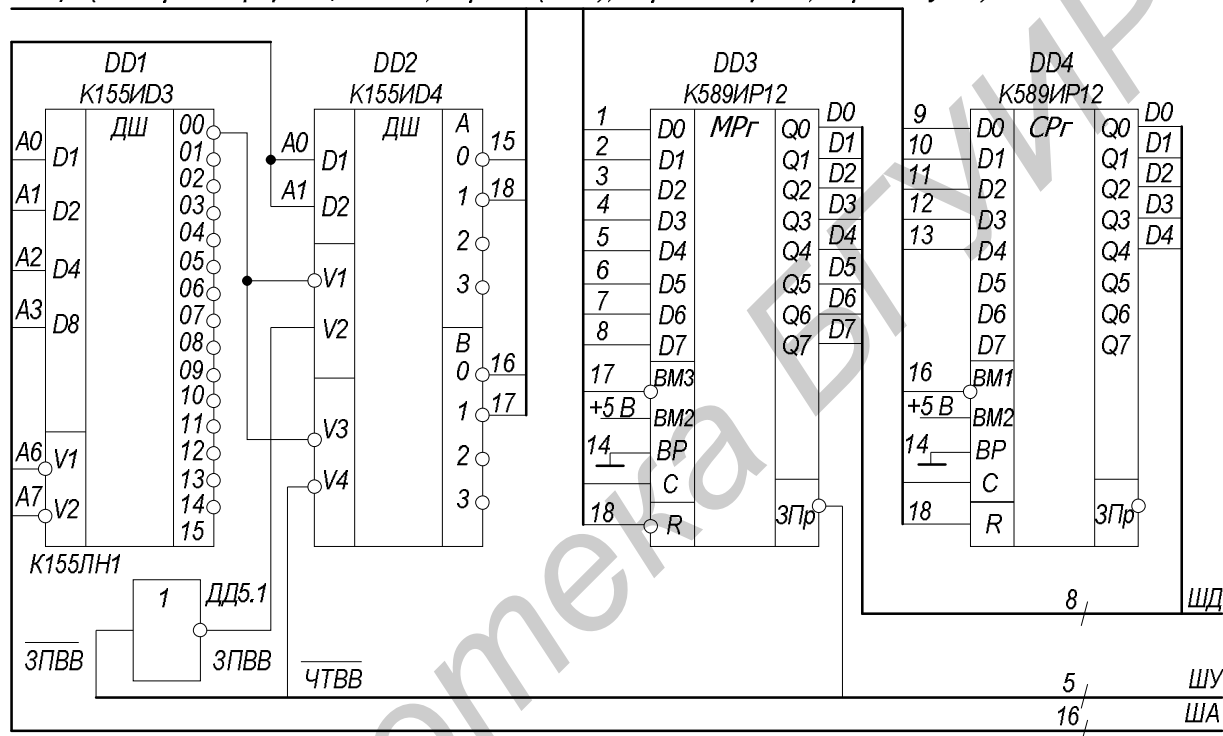 DD1
К155ИD3
ДШ
A0
A1
A2
A3
D1
D2
D4
D8
00
01
02
03
04
05
06
07
08
09
10
11
12
13
14
15
A6
V1
A7
V2
К155ЛН1
1
ДД5.1
ЗПВВ
ЗПВВ
DD2
К155ИD4
ДШ
A0
D1
A1
D2
V1
V2
V3
V4
A
0
15
1
18
2
3
B
0
16
1
17
2
3
ЧТВВ
DD3
К589ИР12
МРг
1
2
3
4
5
6
7
8
D0
D1
D2
D3
D4
D5
D6
D7
Q0
Q1
Q2
Q3
Q4
Q5
Q6
Q7
D0
D1
D2
D3
D4
D5
D6
D7
17
ВМ3
+5 В
ВМ2
14
ВР
С
18
R
ЗПр
DD4
К589ИР12
СРг
9
10
11
12
13
D0
D1
D2
D3
D4
D5
D6
D7
Q0
Q1
Q2
Q3
Q4
Q5
Q6
Q7
D0
D1
D2
D3
D4
16
ВМ1
+5 В
ВМ2
14
ВР
С
18
R
ЗПр
8
ШД
5
ШУ
16
ША
БГУИР